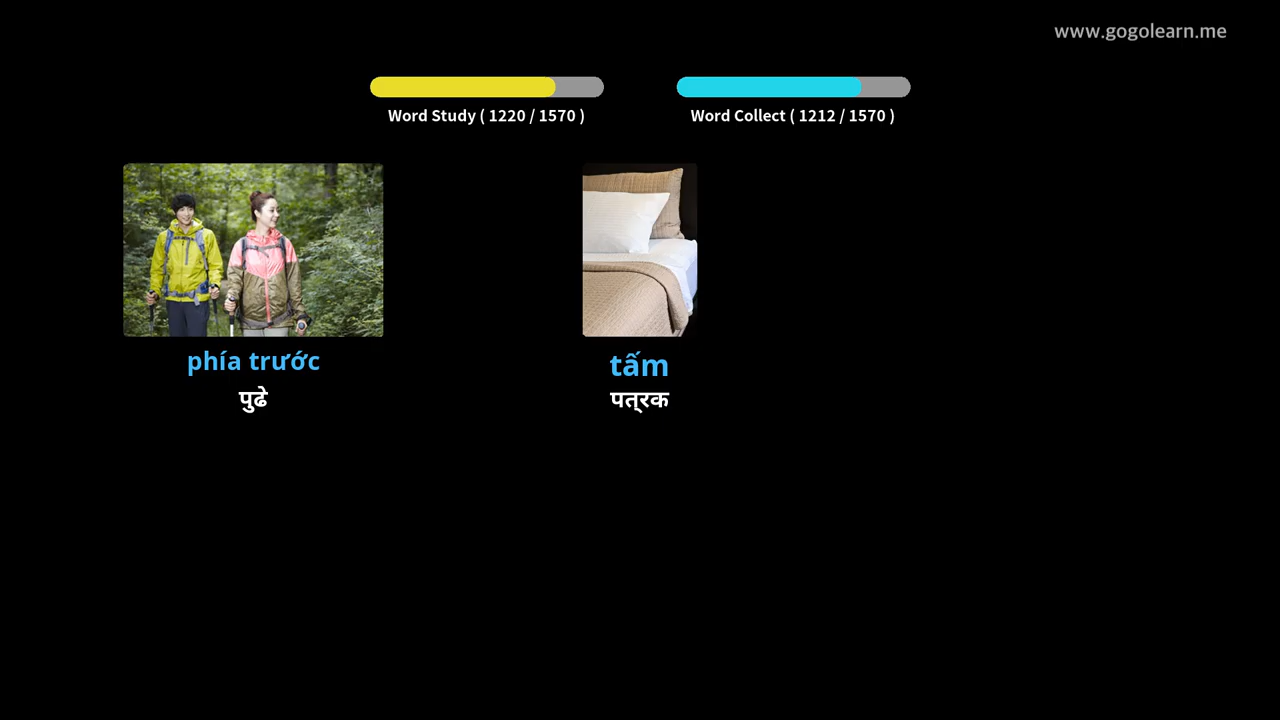 www.gogolearn.me
Word Study ( 1220 / 1570 )
Word Collect ( 1212 / 1570 )
phía trước
पुढे
tấm
पत्रक